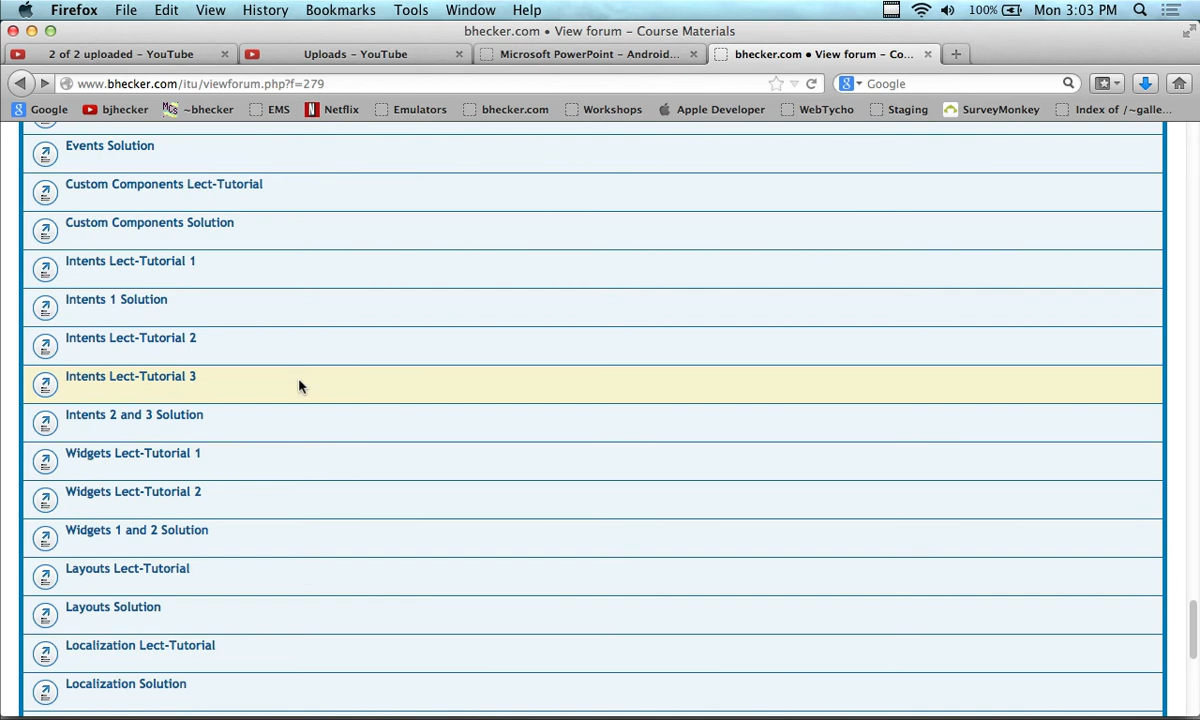 Firefox File Edit View History Bookmarks Tools Window Help 100% Mon 3:03 PM
bhecker.com • View forum – Course Materials
2 of 2 uploaded – YouTube Uploads – YouTube Microsoft PowerPoint – Android... bhecker.com • View forum – Co...
www.bhecker.com/itu/viewforum.php?f=279 Google
Google bjhecker ~bhecker EMS Netflix Emulators bhecker.com Workshops Apple Developer WebTycho Staging SurveyMonkey Index of /~galle...
Events Solution
Custom Components Lect-Tutorial
Custom Components Solution
Intents Lect-Tutorial 1
Intents 1 Solution
Intents Lect-Tutorial 2
Intents Lect-Tutorial 3
Intents 2 and 3 Solution
Widgets Lect-Tutorial 1
Widgets Lect-Tutorial 2
Widgets 1 and 2 Solution
Layouts Lect-Tutorial
Layouts Solution
Localization Lect-Tutorial
Localization Solution